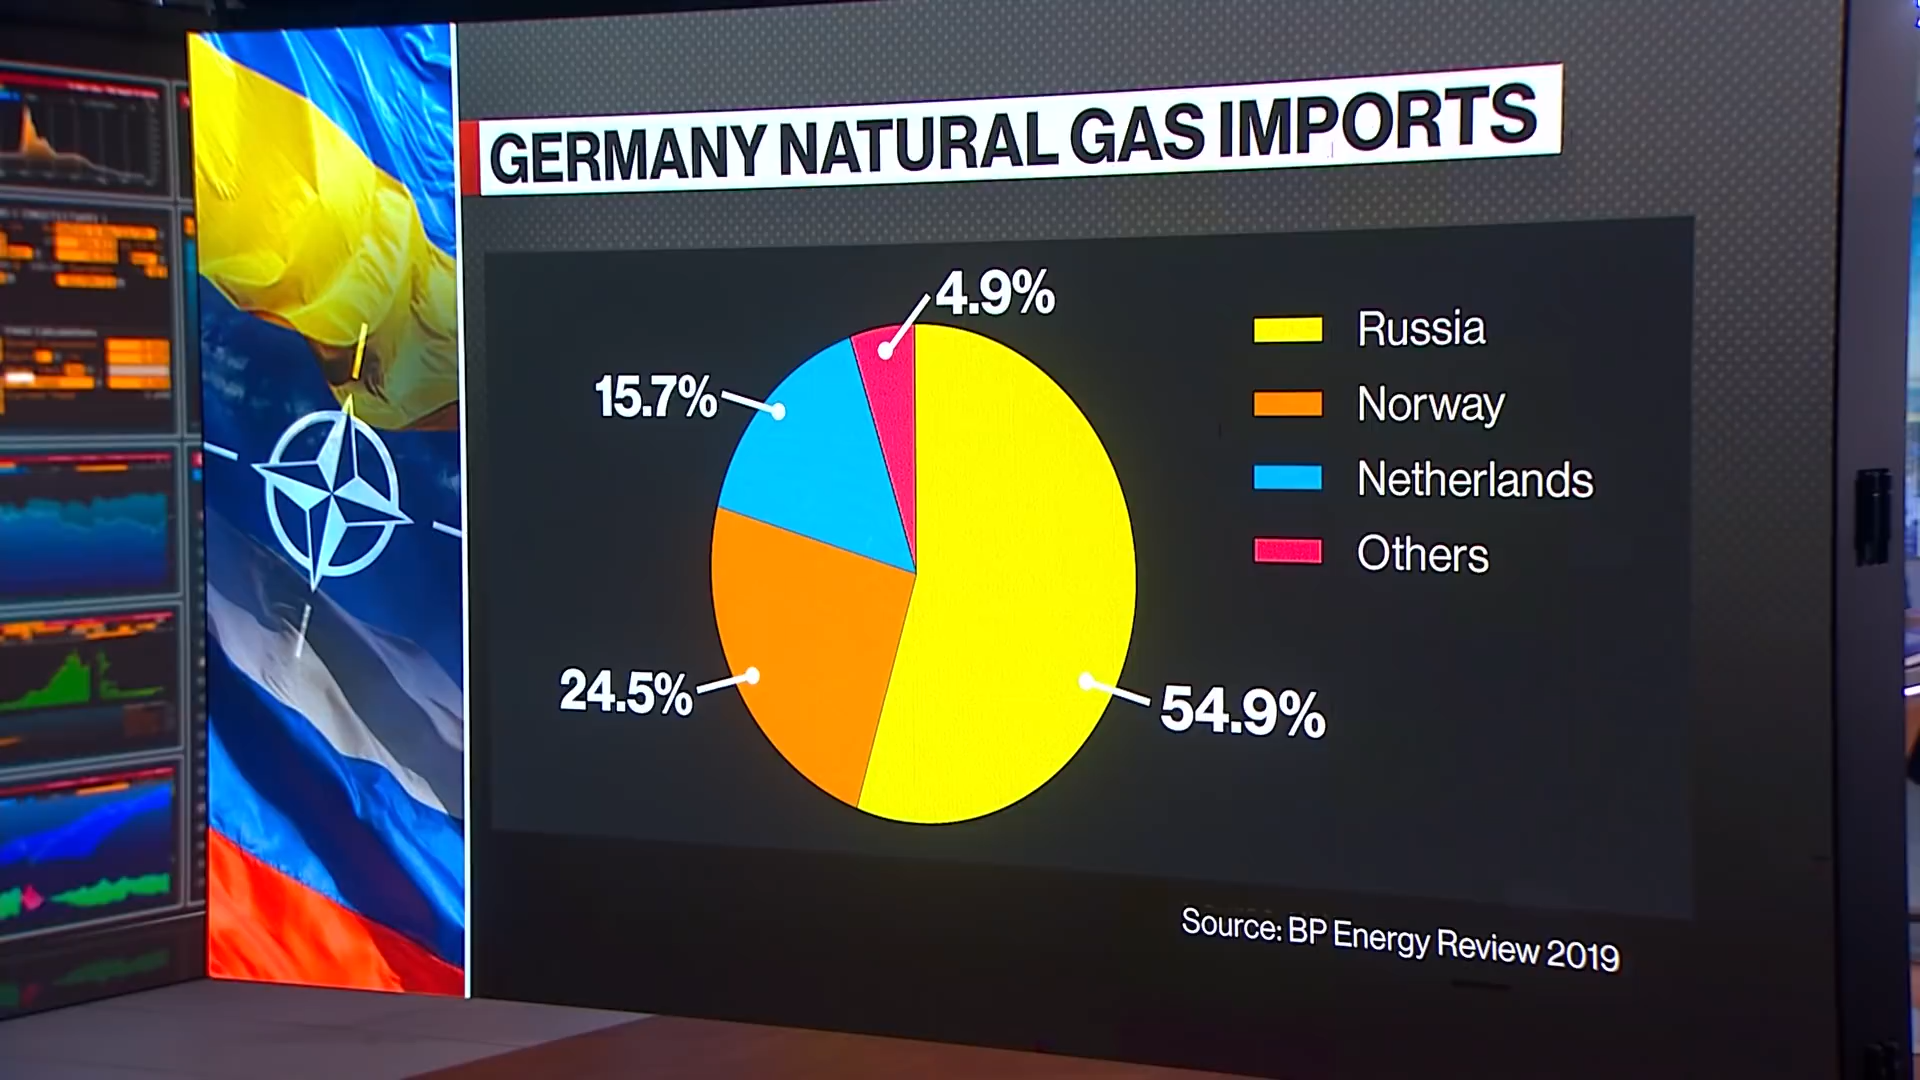 GERMANY NATURAL GAS IMPORTS
4.9%
15.7%
24.5%
54.9%
Russia
Norway
Netherlands
Others
Source: BP Energy Review 2019